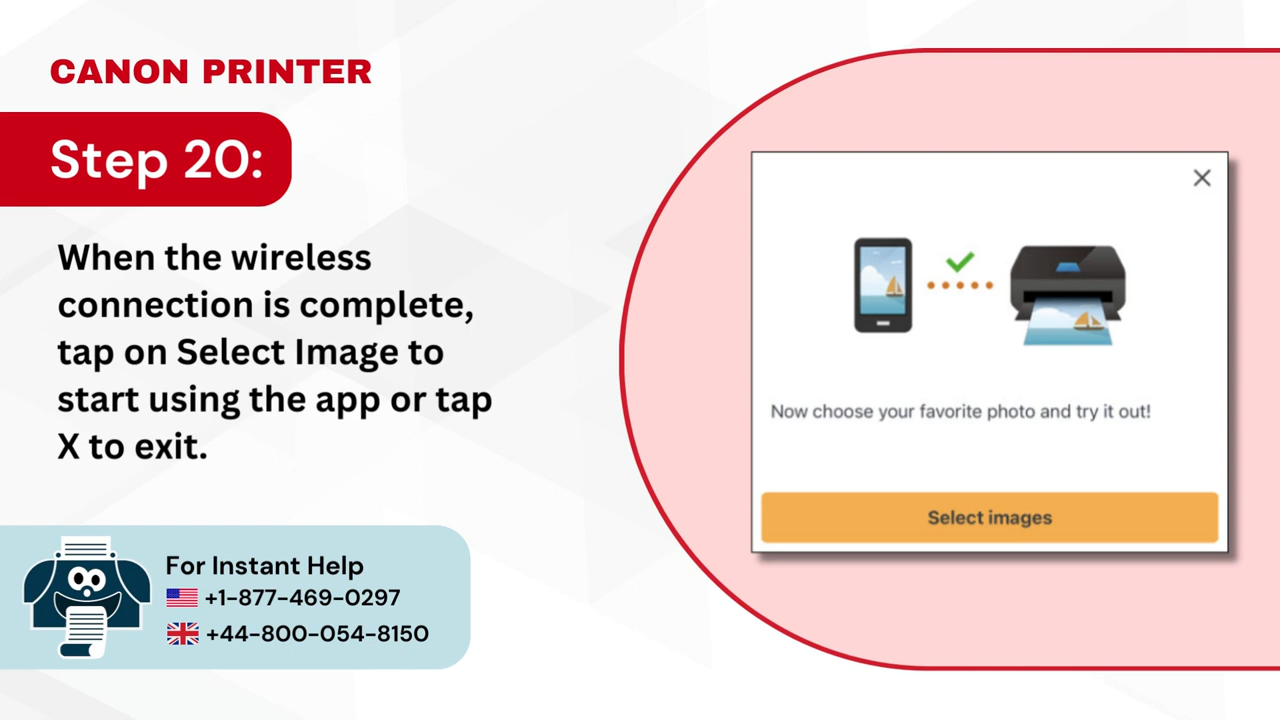 CANON PRINTER
Step 20:
When the wireless
connection is complete,
tap on Select Image to
start using the app or tap
X to exit.
For Instant Help
+1-877-469-0297
+44-800-054-8150
Now choose your favorite photo and try it out!
Select images